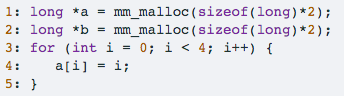 1: long *a = mm_malloc(sizeof(long)*2);
2: long *b = mm_malloc(sizeof(long)*2);
3: for (int i = 0; i < 4; i++) {
4:     a[i] = i;
5: }